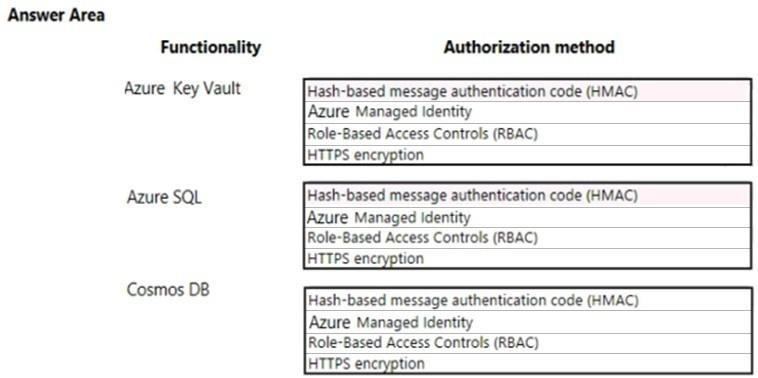 Answer Area
Functionality Authorization method
Azure Key Vault
Hash-based message authentication code (HMAC)
Azure Managed Identity
Role-Based Access Controls (RBAC)
HTTPS encryption
Azure SQL
Hash-based message authentication code (HMAC)
Azure Managed Identity
Role-Based Access Controls (RBAC)
HTTPS encryption
Cosmos DB
Hash-based message authentication code (HMAC)
Azure Managed Identity
Role-Based Access Controls (RBAC)
HTTPS encryption